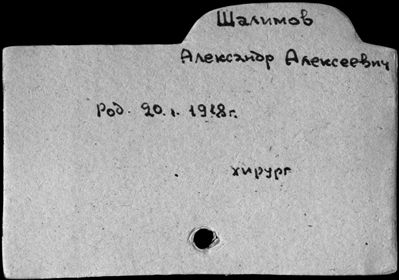 Шалимов
Александр Алексеевич
Род. 20.1.1918г.
хирург